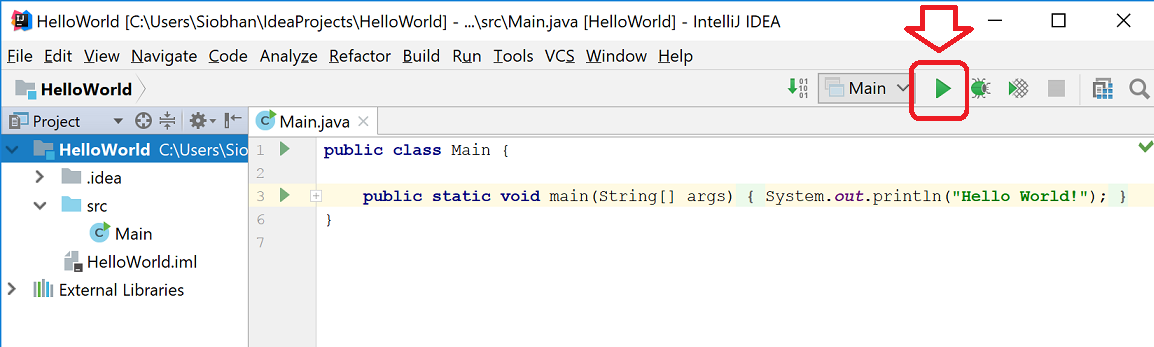 HelloWorld [C:\Users\Siobhan\IdeaProjects\HelloWorld] - ...\src\Main.java [HelloWorld] - IntelliJ IDEA
File Edit View Navigate Code Analyze Refactor Build Run Tools VCS Window Help
HelloWorld
01
10
01
Main
Project
Main.java
HelloWorld C:\Users\Sio
.idea
src
Main
HelloWorld.iml
External Libraries
1 public class Main {
2
3 public static void main(String[] args) { System.out.println("Hello World!"); }
6 }
7